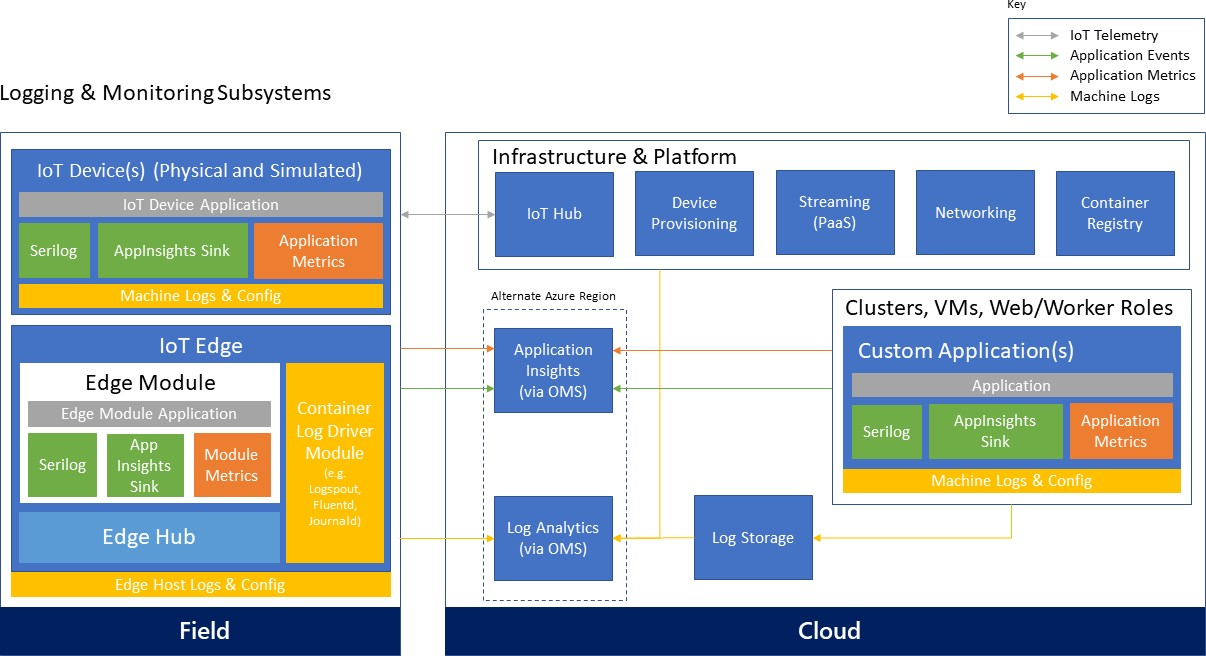 Key
IoT Telemetry
Application Events
Application Metrics
Machine Logs
Logging & Monitoring Subsystems
IoT Device(s) (Physical and Simulated)
IoT Device Application
Serilog
AppInsights Sink
Application
Metrics
Machine Logs & Config
IoT Edge
Edge Module
Edge Module Application
Serilog
App
Insights
Sink
Module
Metrics
Edge Hub
Container
Log Driver
Module
(e.g.
Logspout,
Fluentd,
Journald)
Edge Host Logs & Config
Field
Infrastructure & Platform
IoT Hub
Device
Provisioning
Streaming
(PaaS)
Networking
Container
Registry
Alternate Azure Region
Application
Insights
(via OMS)
Log Analytics
(via OMS)
Log Storage
Clusters, VMs, Web/Worker Roles
Custom Application(s)
Application
Serilog
AppInsights
Sink
Application
Metrics
Machine Logs & Config
Cloud